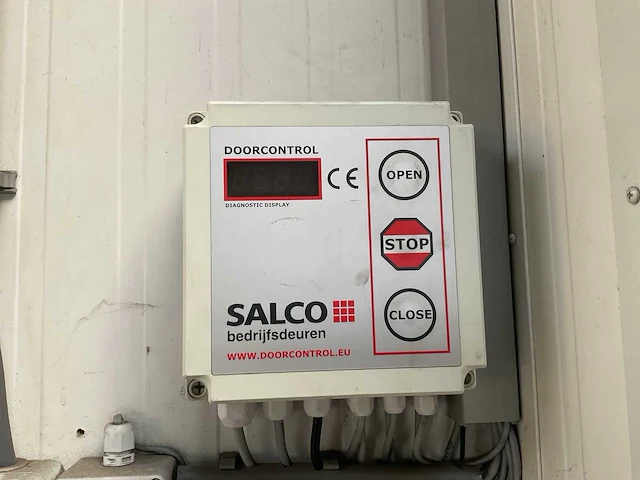 DOORCONTROL
CE
DIAGNOSTIC DISPLAY
OPEN
STOP
CLOSE
SALCO
bedrijfsdeuren
WWW.DOORCONTROL.EU